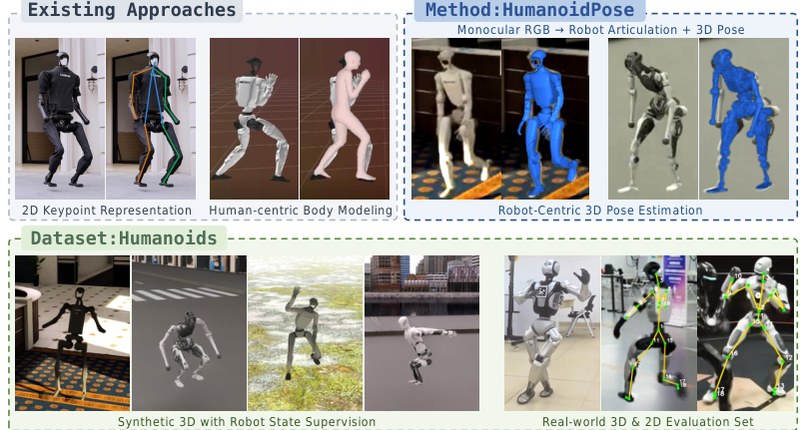 Existing Approaches
2D Keypoint Representation
Human-centric Body Modeling
Method:HumanoidPose
Monocular RGB → Robot Articulation + 3D Pose
Robot-Centric 3D Pose Estimation
Dataset:Humanoids
Synthetic 3D with Robot State Supervision
Real-world 3D & 2D Evaluation Set